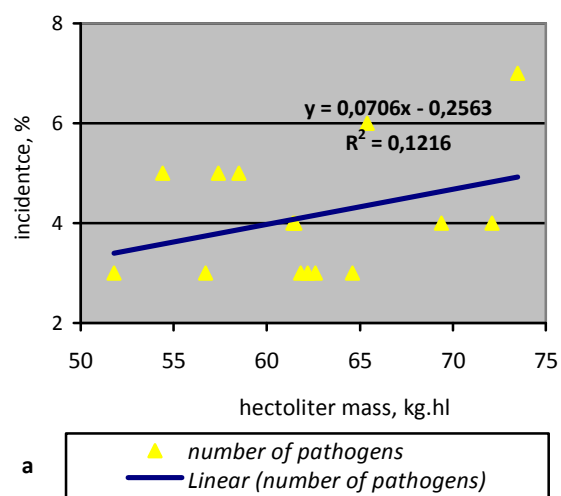 8
6
4
2
incidentce, %
y = 0,0706x - 0,2563
R² = 0,1216
50 55 60 65 70 75
hectoliter mass, kg.hl
a
number of pathogens
Linear (number of pathogens)